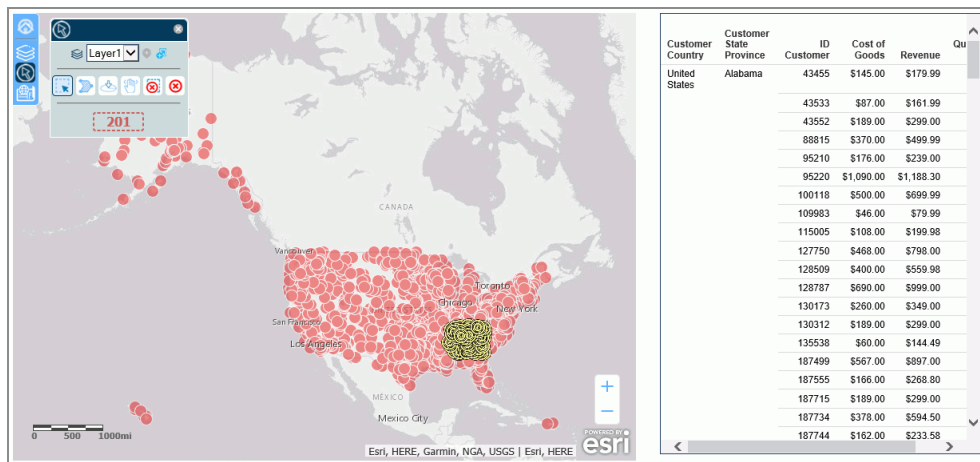 Layer1
201
CANADA
Vancouver
Toronto
Chicago
New York
San Francisco
Los Angeles
MÉXICO
Mexico City
0 500 1000mi
+
−
POWERED BY
esri
Esri, HERE, Garmin, NGA, USGS | Esri, HERE
Customer Country Customer State Province ID Customer Cost of Goods Revenue Qu
United States Alabama 43455 $145.00 $179.99
43533 $87.00 $161.99
43552 $189.00 $299.00
88815 $370.00 $499.99
95210 $176.00 $239.00
95220 $1,090.00 $1,188.30
100118 $500.00 $699.99
109983 $46.00 $79.99
115005 $108.00 $199.98
127750 $468.00 $798.00
128509 $400.00 $559.98
128787 $690.00 $999.00
130173 $260.00 $349.00
130312 $189.00 $299.00
135538 $60.00 $144.49
187499 $567.00 $897.00
187555 $166.00 $268.80
187715 $189.00 $299.00
187734 $378.00 $594.50
187744 $162.00 $233.58